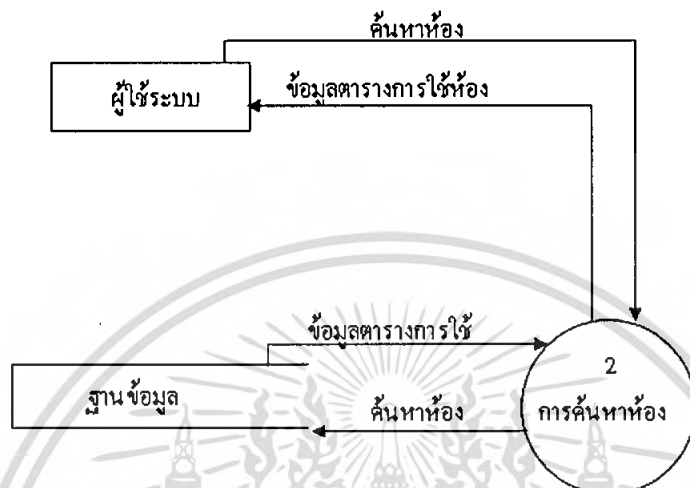 ค้นหาห้อง
ผู้ใช้ระบบ
ข้อมูลตารางการใช้ห้อง
ข้อมูลตารางการใช้
2
ฐานข้อมูล
ค้นหาห้อง
การค้นหาห้อง